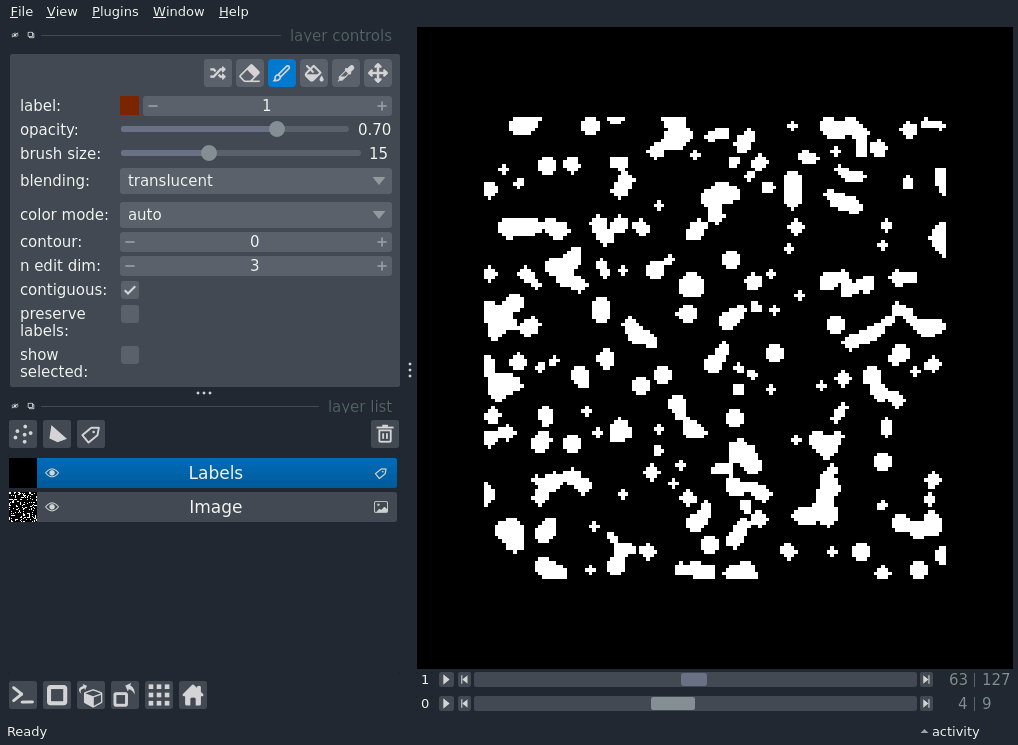 File View Plugins Window Help
layer controls
label: 1
opacity: 0.70
brush size: 15
blending: translucent
color mode: auto
contour: 0
n edit dim: 3
contiguous:
preserve
labels:
show
selected:
layer list
Labels
Image
1 63 | 127
0 4 | 9
Ready activity